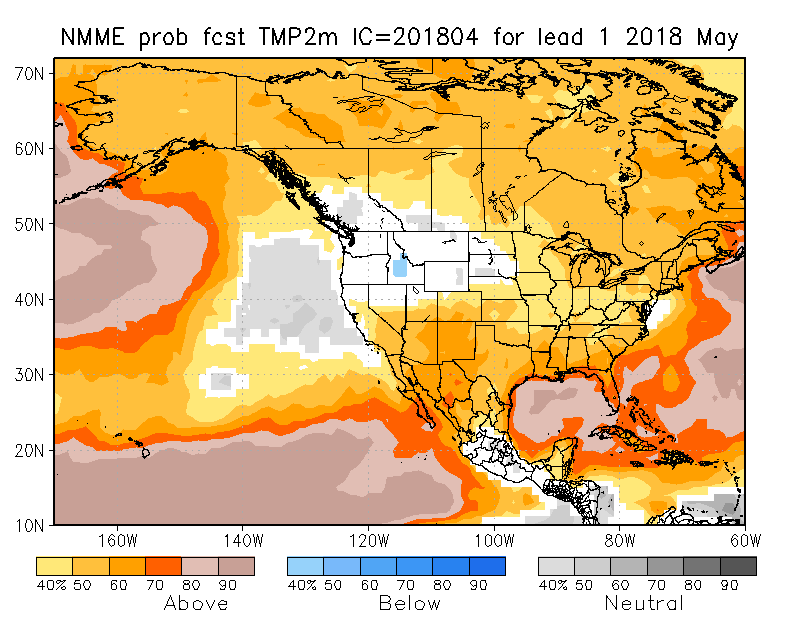 NMME prob fcst TMP2m IC=201804 for lead 1 2018 May
70N
60N
50N
40N
30N
20N
10N
160W 140W 120W 100W 80W 60W
40% 50 60 70 80 90 40% 50 60 70 80 90 40% 50 60 70 80 90
Above Below Neutral